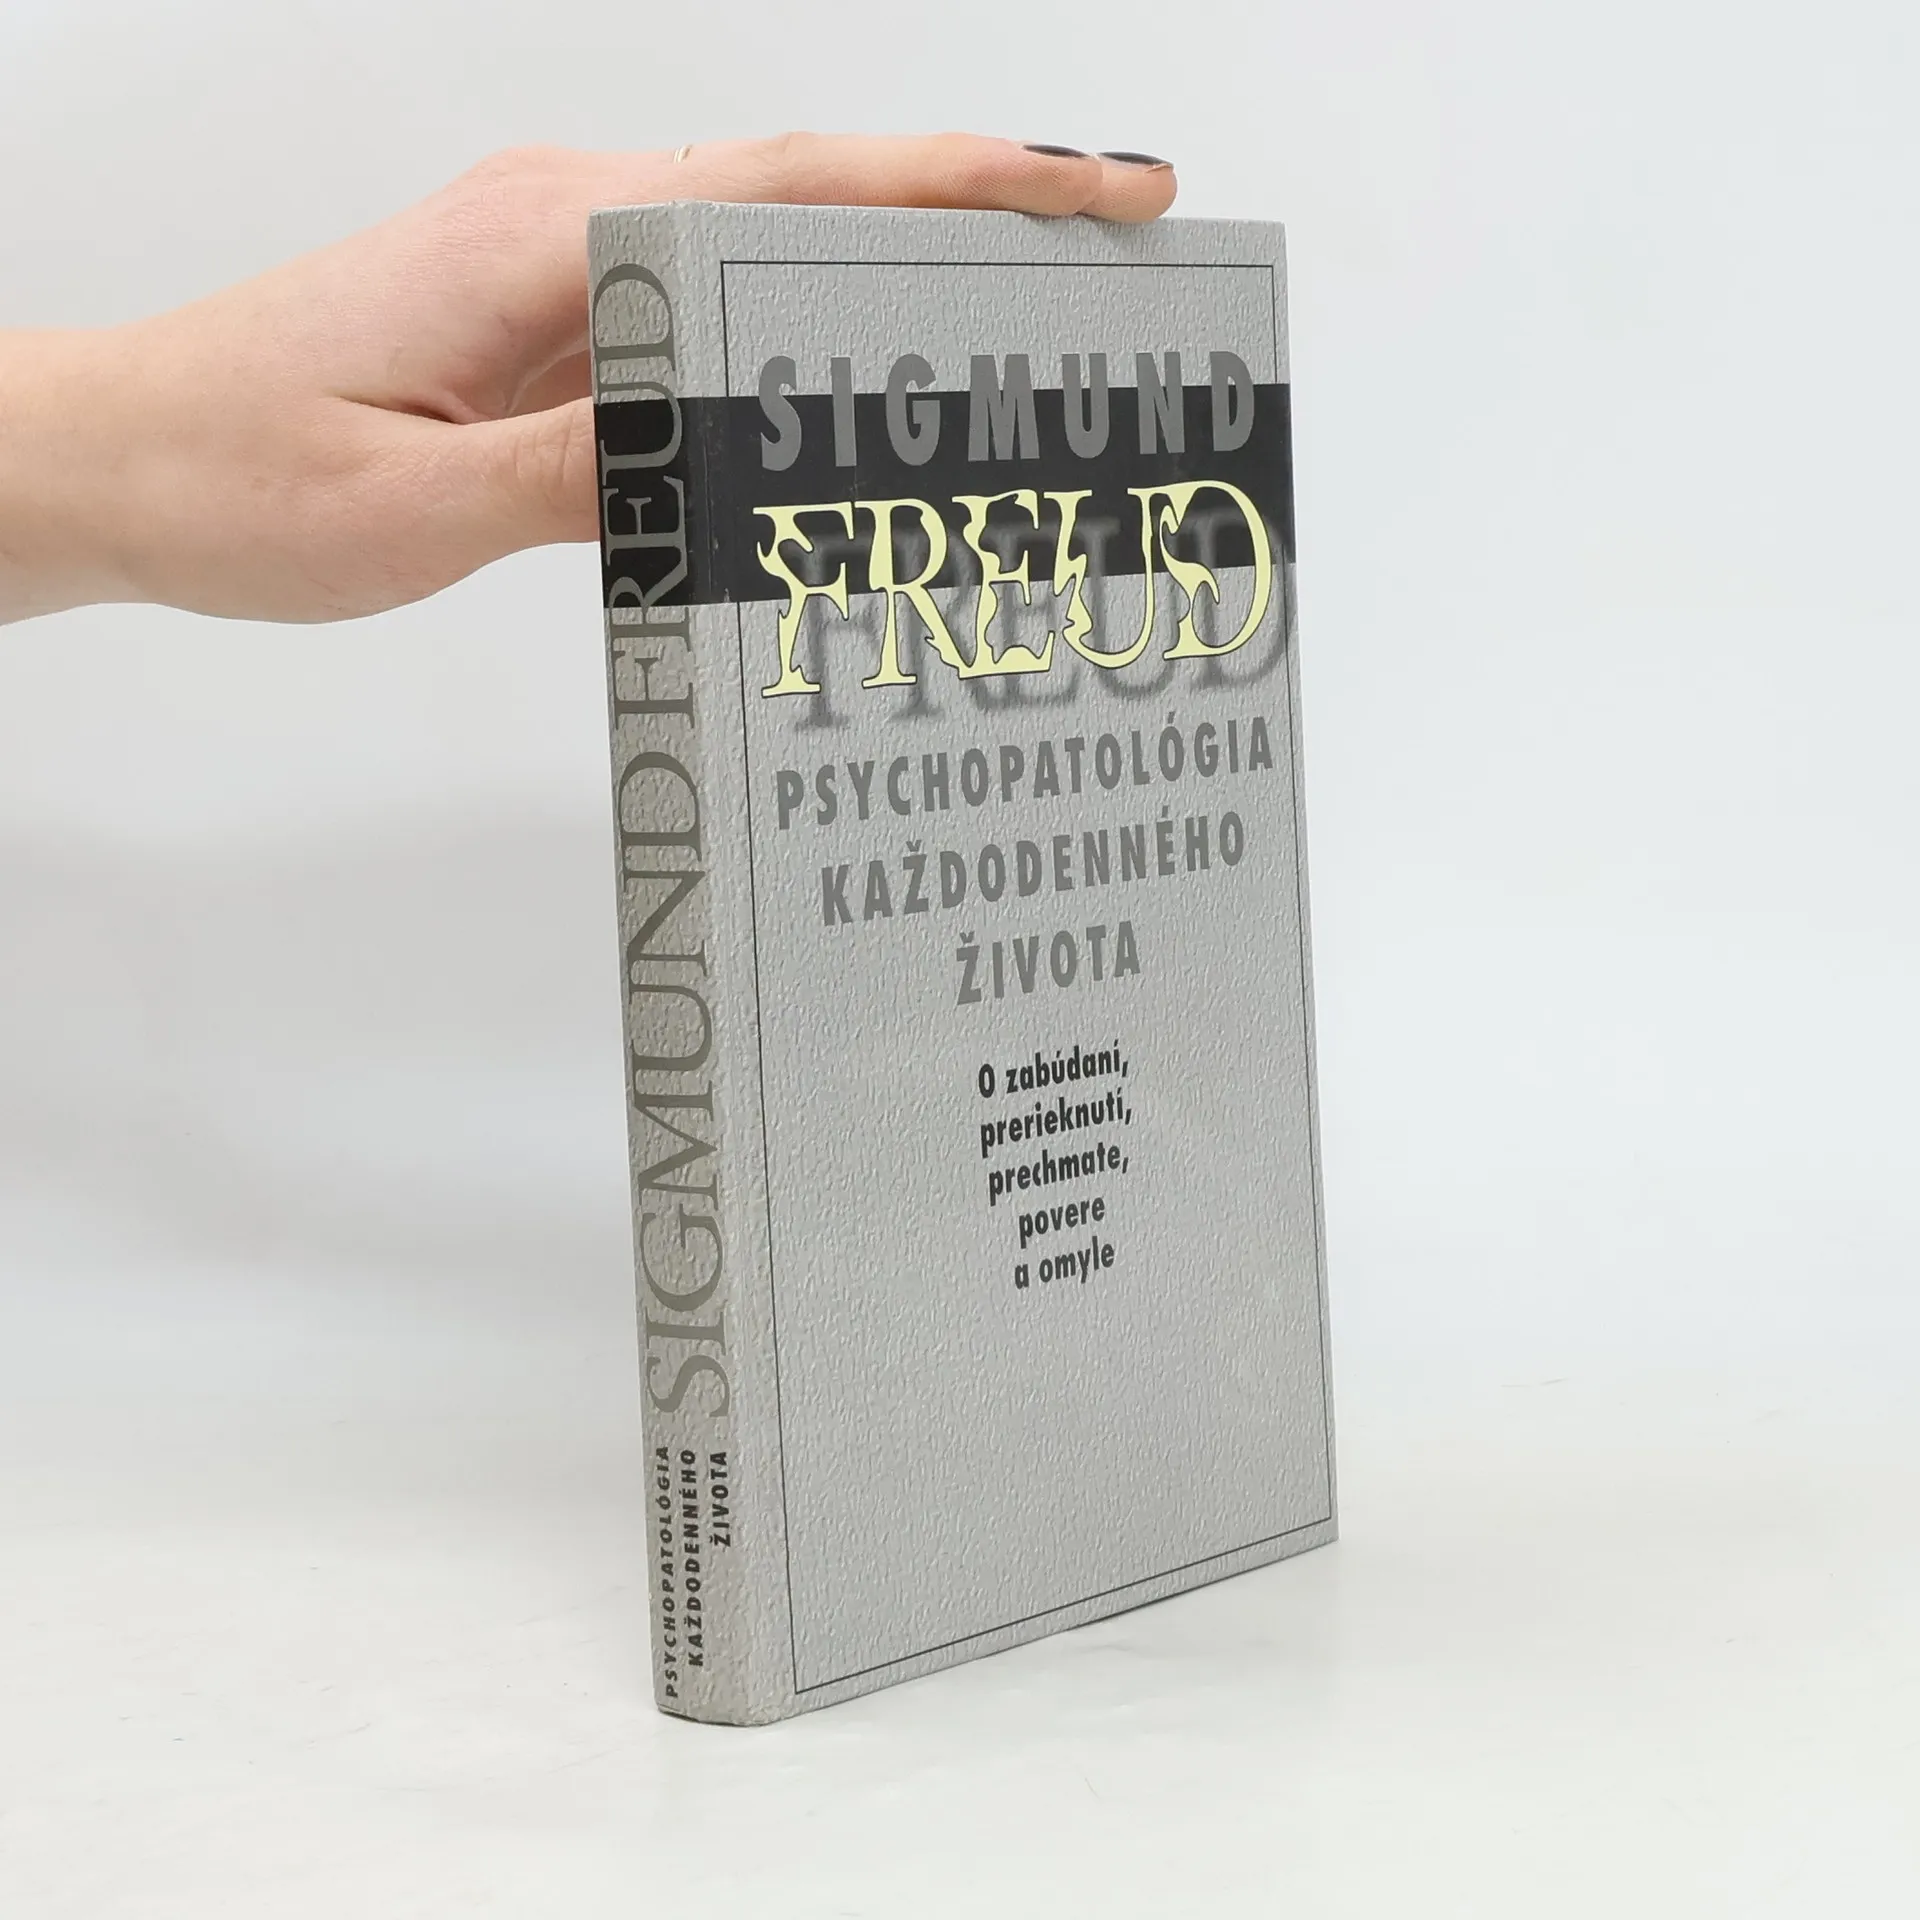 SIGMUND FREUD
PSYCHOPATOLÓGIA
KAŽDODENNÉHO
ŽIVOTA
SIGMUND
FREUD
PSYCHOPATOLÓGIA
KAŽDODENNÉHO
ŽIVOTA
O zabúdaní,
prerieknutí,
prechmate,
povere
a omyle